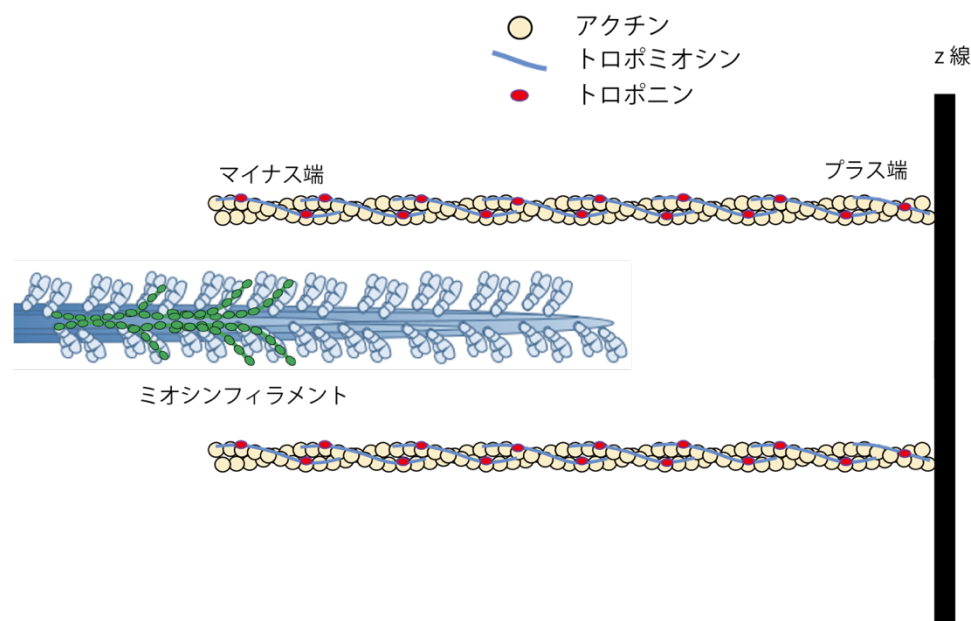 アクチン
トロポミオシン
トロポニン
z 線
マイナス端
プラス端
ミオシンフィラメント